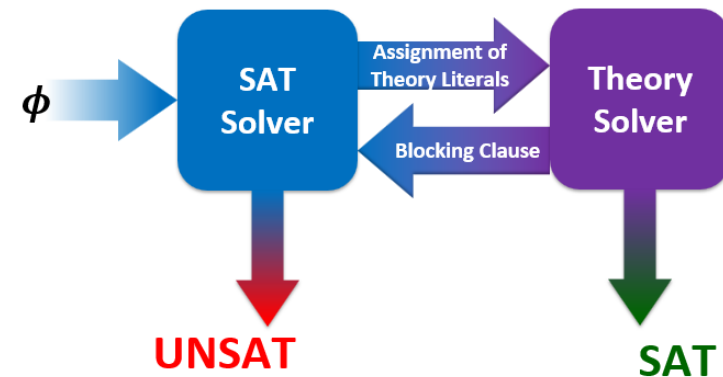 ϕ
SAT
Solver
Assignment of
Theory Literals
Blocking Clause
Theory
Solver
UNSAT
SAT